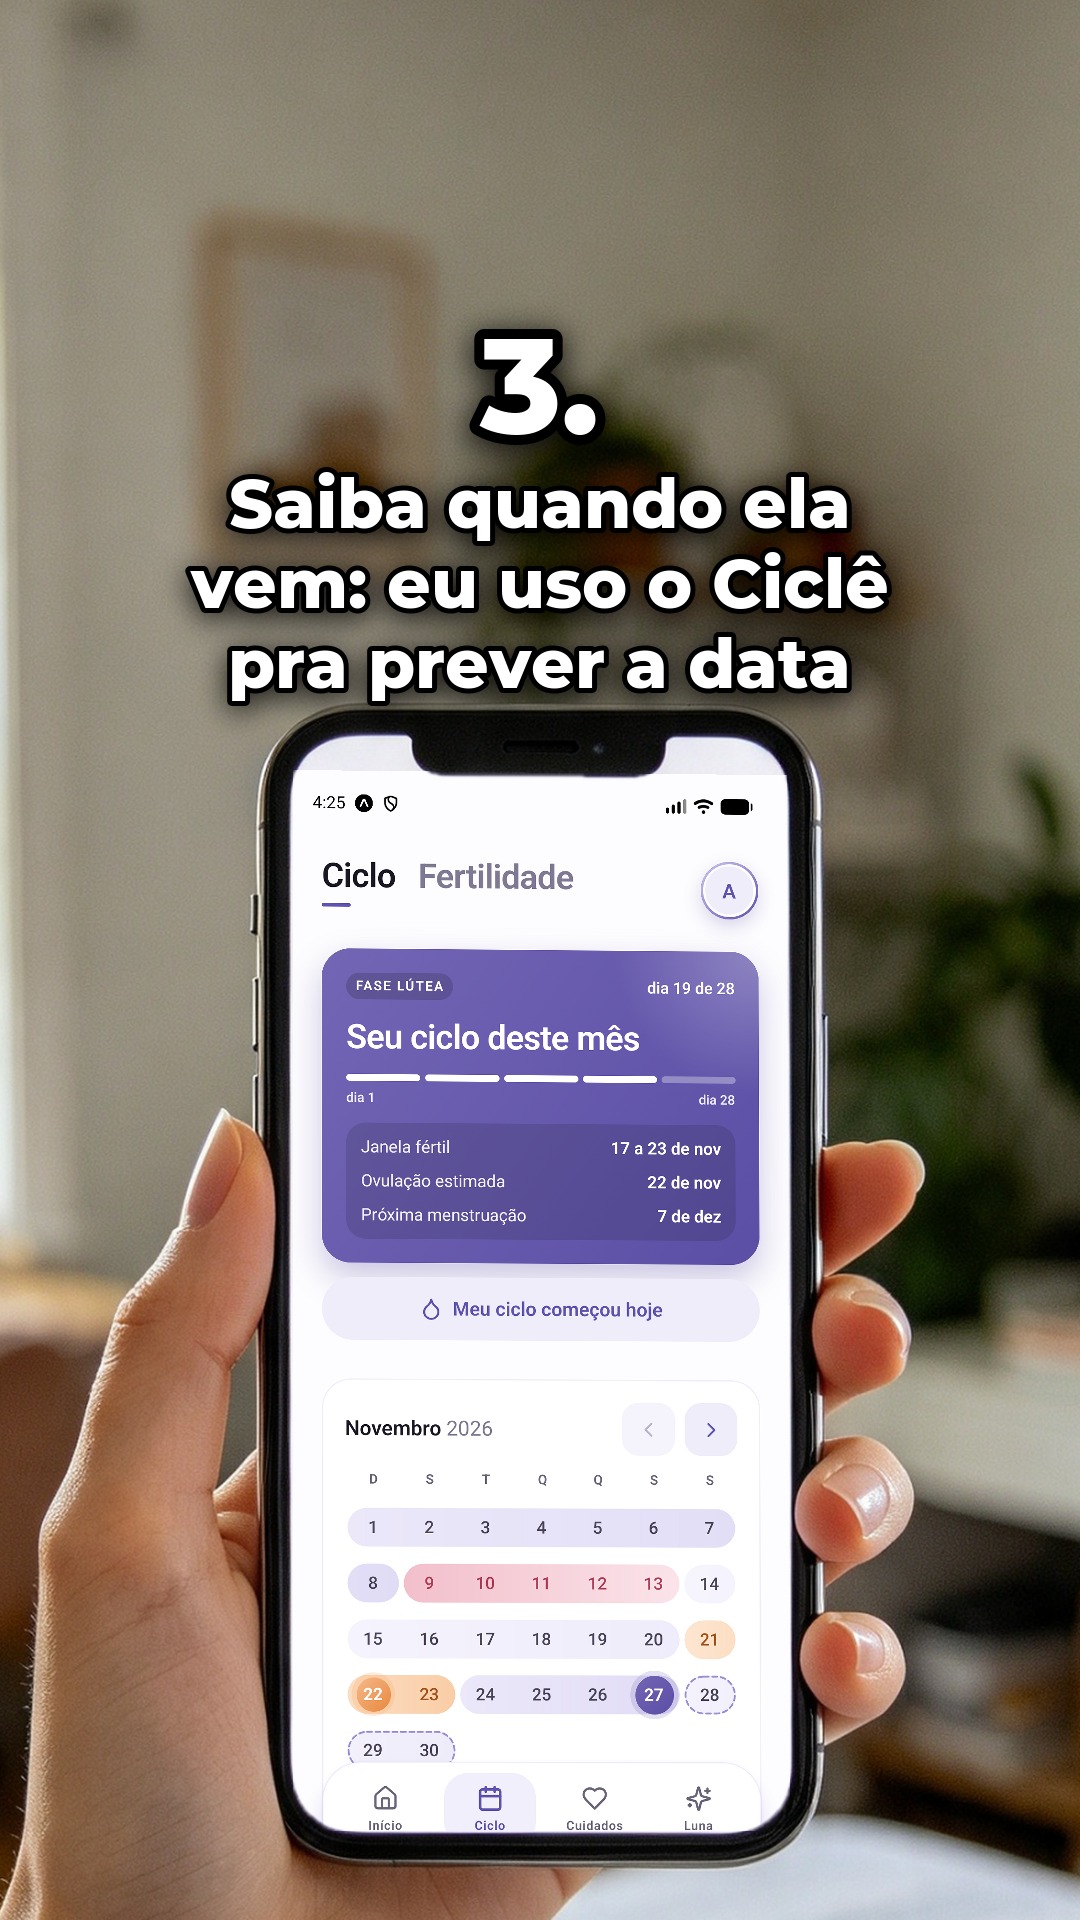 3.
Saiba quando ela
vem: eu uso o Ciclê
pra prever a data
4:25
Ciclo Fertilidade
A
FASE LÚTEA dia 19 de 28
Seu ciclo deste mês
dia 1 dia 28
Janela fértil 17 a 23 de nov
Ovulação estimada 22 de nov
Próxima menstruação 7 de dez
Meu ciclo começou hoje
Novembro 2026
D S T Q Q S S
1 2 3 4 5 6 7
8 9 10 11 12 13 14
15 16 17 18 19 20 21
22 23 24 25 26 27 28
29 30
Início Ciclo Cuidados Luna